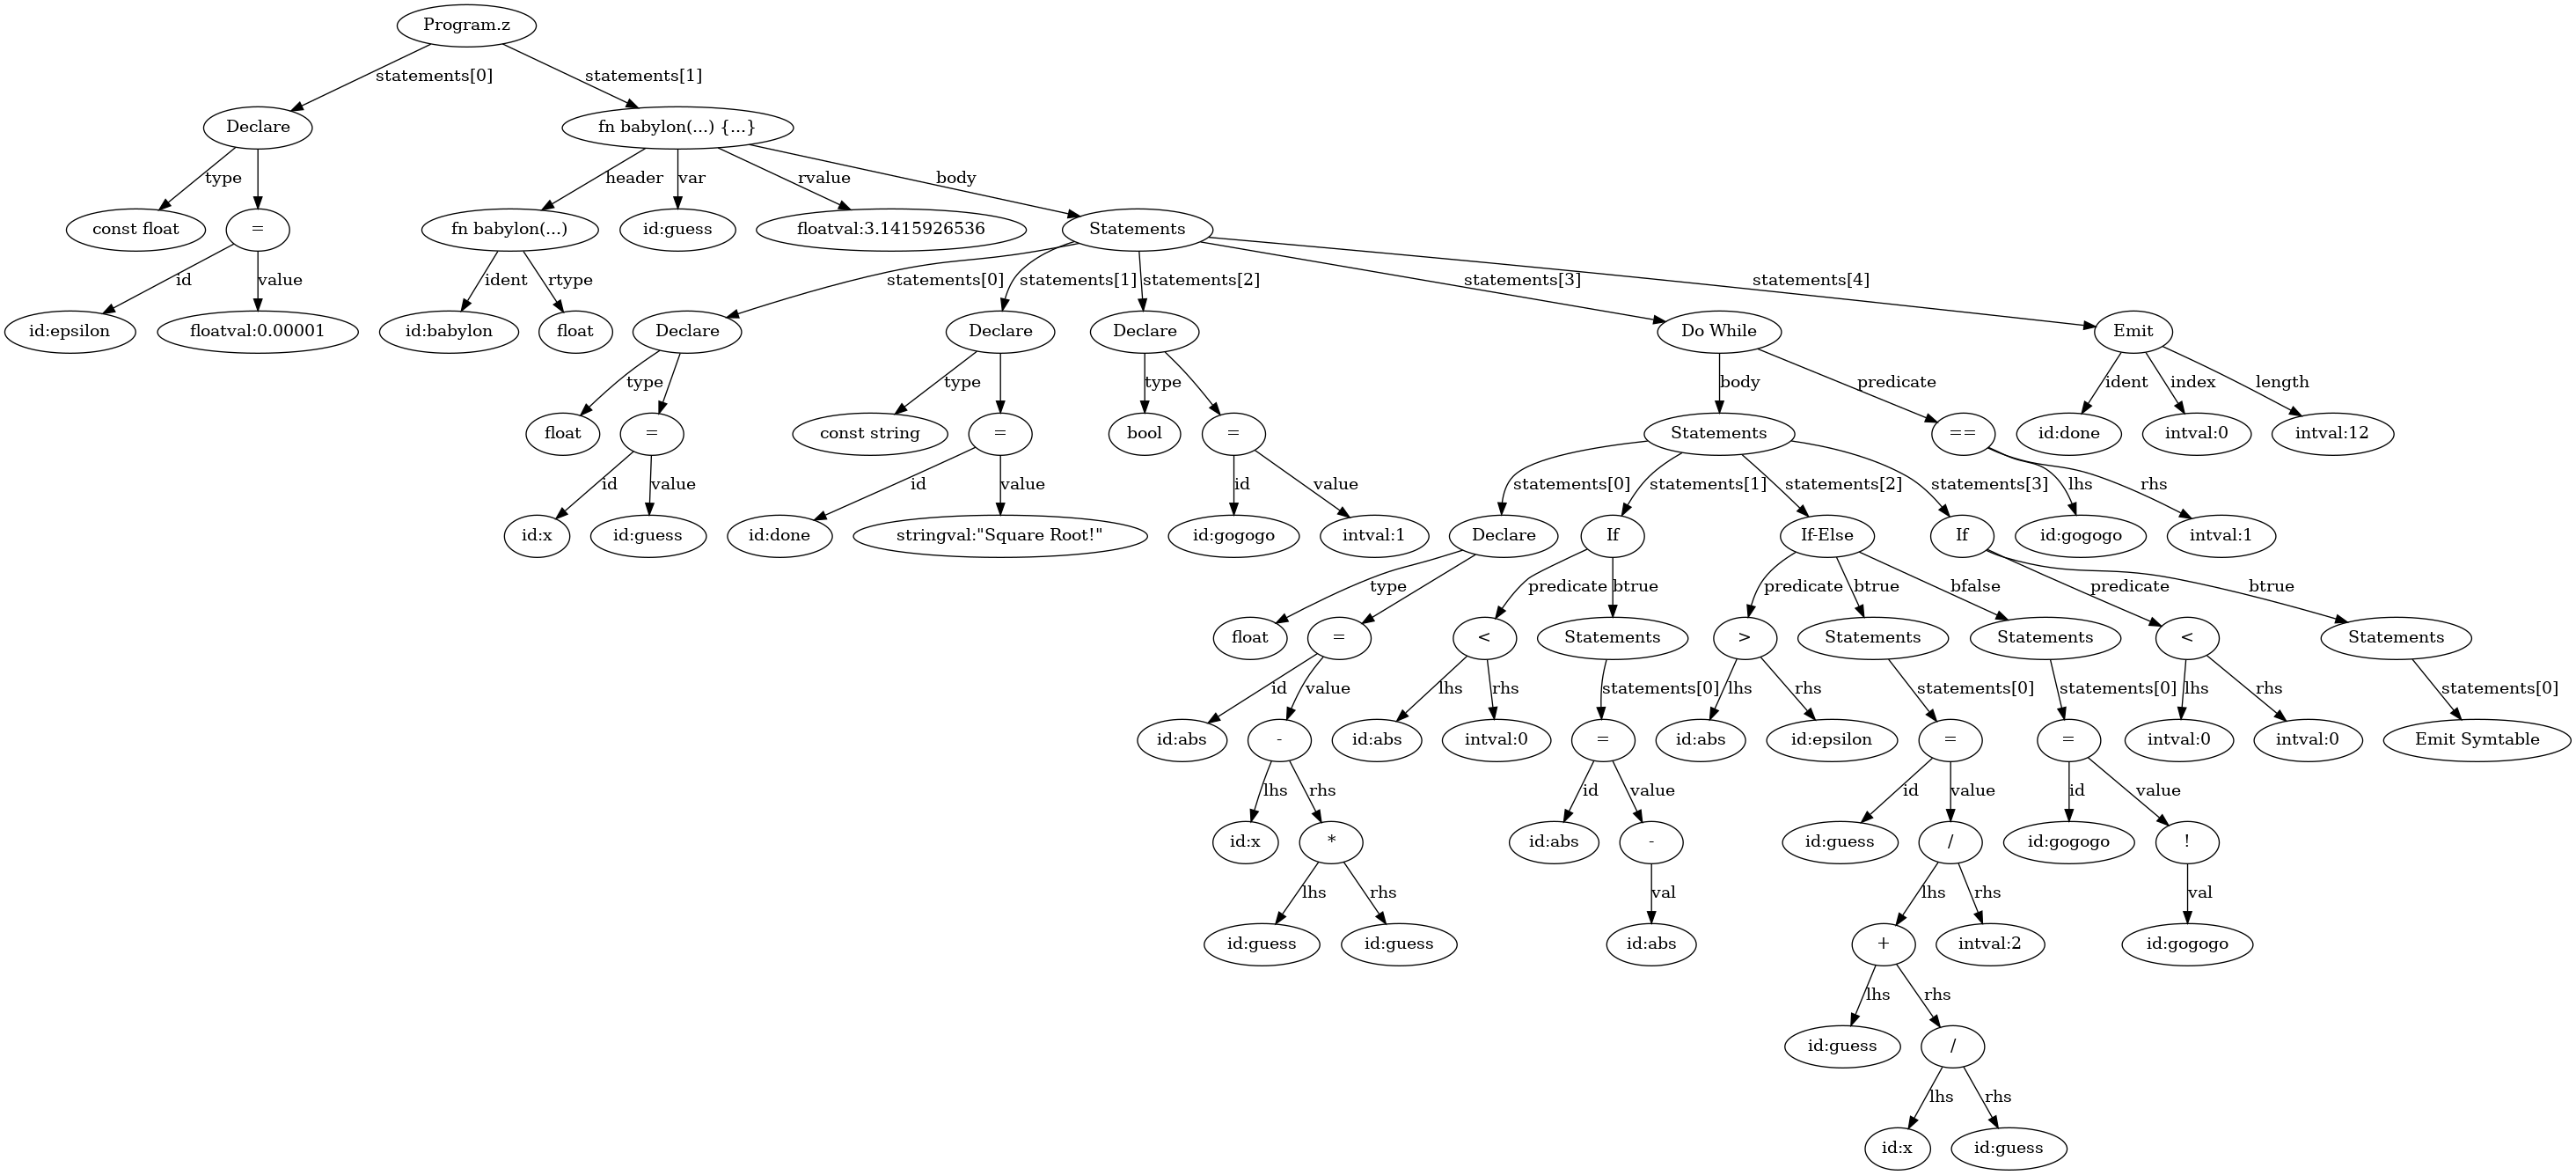 Program.z
statements[0] statements[1]
Declare fn babylon(...) {...}
type header var rvalue body
const float = fn babylon(...) id:guess floatval:3.1415926536 Statements
id value ident rtype statements[0] statements[1] statements[2] statements[3] statements[4]
id:epsilon floatval:0.00001 id:babylon float Declare Declare Declare Do While Emit
type type type body predicate ident index length
float = const string = bool = Statements == id:done intval:0 intval:12
id value id value id value statements[0] statements[1] statements[2] statements[3] lhs rhs
id:x id:guess id:done stringval:"Square Root!" id:gogogo intval:1 Declare If If-Else If id:gogogo intval:1
type predicate btrue predicate btrue bfalse predicate btrue
float = < Statements > Statements Statements < Statements
id value lhs rhs statements[0] lhs rhs statements[0] statements[0] lhs rhs statements[0]
id:abs - id:abs intval:0 = id:abs id:epsilon = = intval:0 intval:0 Emit Symtable
lhs rhs id value id value id value
id:x * id:abs - id:guess / id:gogogo !
lhs rhs val lhs rhs val
id:guess id:guess id:abs + intval:2 id:gogogo
lhs rhs
id:guess /
lhs rhs
id:x id:guess